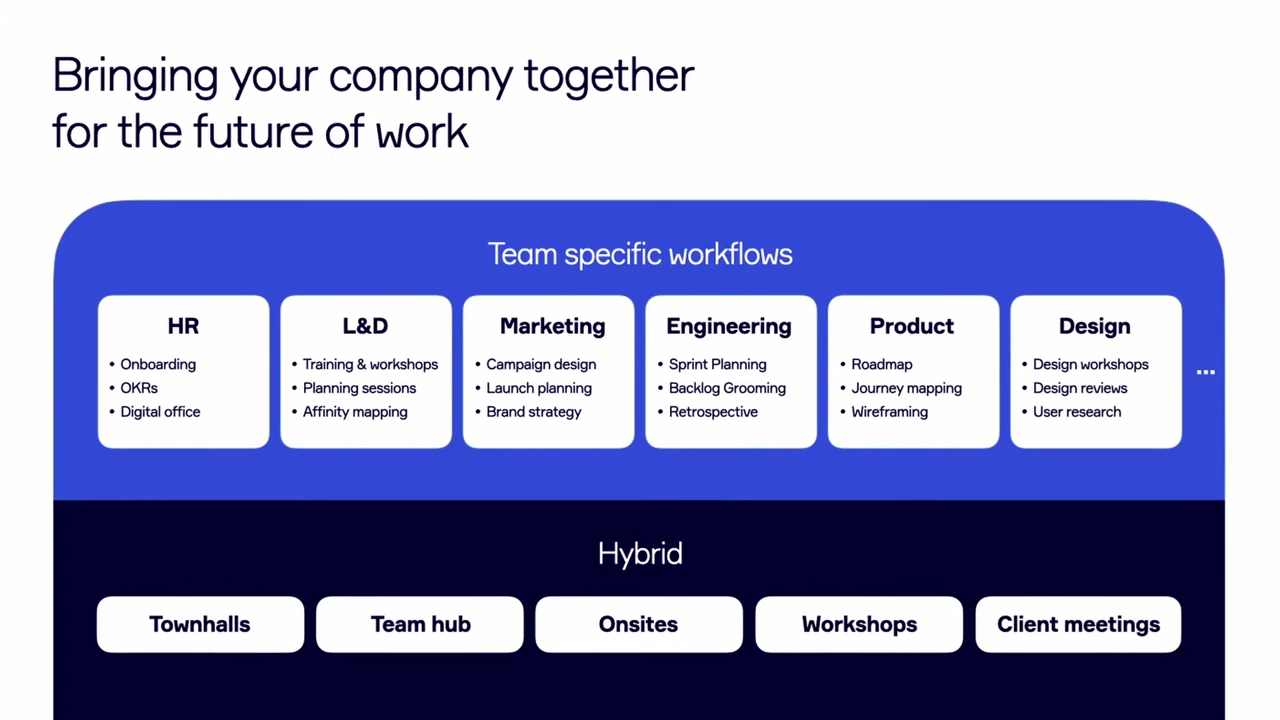 Bringing your company together
for the future of work
Team specific workflows
HR
• Onboarding
• OKRs
• Digital office
L&D
• Training & workshops
• Planning sessions
• Affinity mapping
Marketing
• Campaign design
• Launch planning
• Brand strategy
Engineering
• Sprint Planning
• Backlog Grooming
• Retrospective
Product
• Roadmap
• Journey mapping
• Wireframing
Design
• Design workshops
• Design reviews
• User research
...
Hybrid
Townhalls
Team hub
Onsites
Workshops
Client meetings